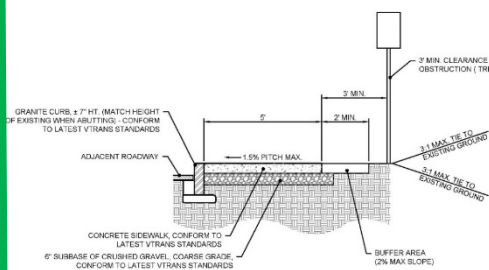 3' MIN. CLEARANCE
OBSTRUCTION ( TRE
3' MIN.
GRANITE CURB, ± 7" HT. (MATCH HEIGHT
OF EXISTING WHEN ABUTTING) - CONFORM
TO LATEST VTRANS STANDARDS
5'
2' MIN.
ADJACENT ROADWAY
1.5% PITCH MAX.
3:1 MAX. TIE TO
EXISTING GROUND
3:1 MAX. TIE TO
EXISTING GROUND
CONCRETE SIDEWALK, CONFORM TO
LATEST VTRANS STANDARDS
6" SUBBASE OF CRUSHED GRAVEL, COARSE GRADE,
CONFORM TO LATEST VTRANS STANDARDS
BUFFER AREA
(2% MAX SLOPE)